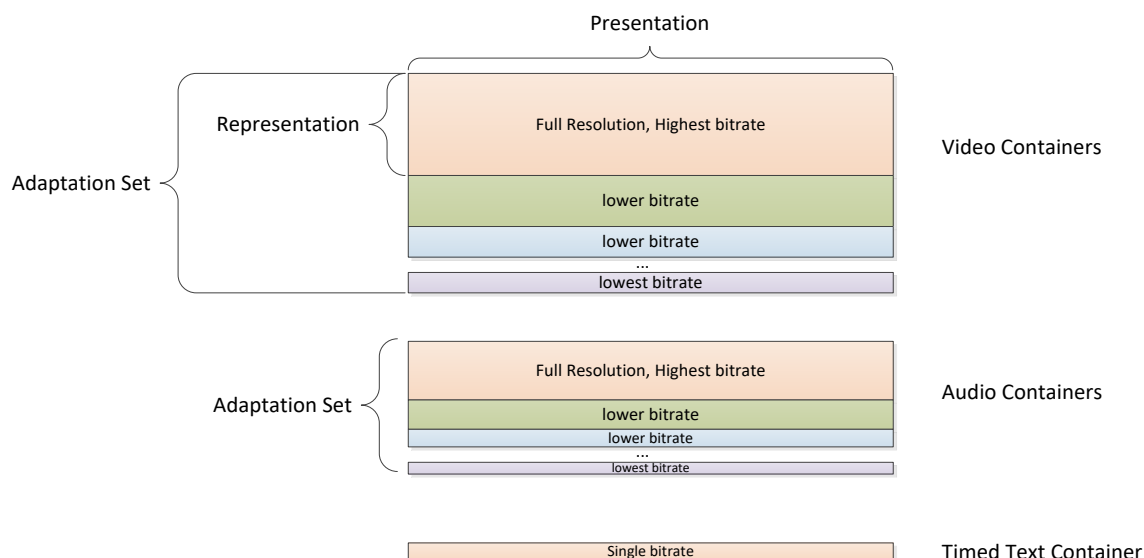 Presentation
Full Resolution, Highest bitrate
Representation
Video Containers
Adaptation Set
lower bitrate
lower bitrate
...
lowest bitrate
Full Resolution, Highest bitrate
Audio Containers
Adaptation Set
lower bitrate
lower bitrate
...
lowest bitrate
Single bitrate
Timed Text Container